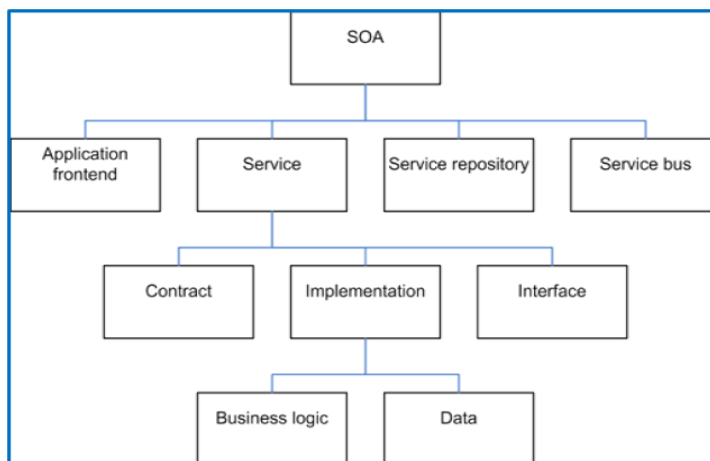 SOA
Application
frontend
Service
Service repository
Service bus
Contract
Implementation
Interface
Business logic
Data